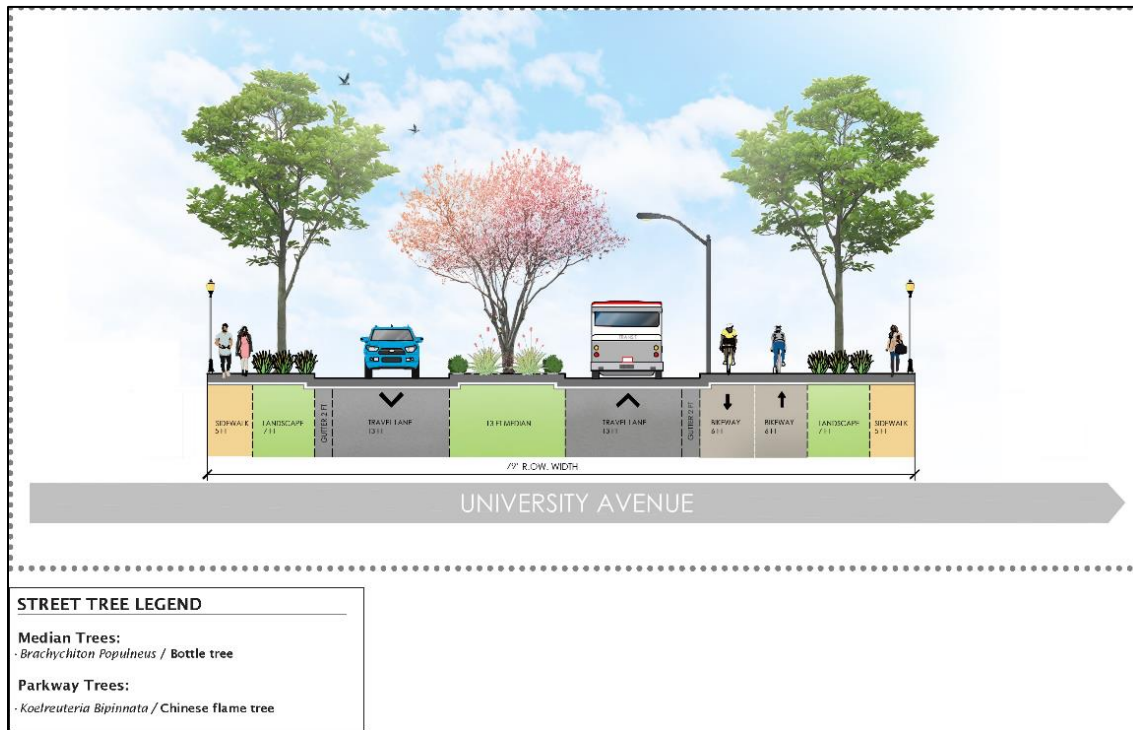 SIDEWALK
5 FT
LANDSCAPE
7 FT
GUTTER 2 FT
TRAVEL LANE
13 FT
13 FT MEDIAN
TRAVEL LANE
13 FT
GUTTER 2 FT
BIKEWAY
6 FT
BIKEWAY
6 FT
LANDSCAPE
7 FT
SIDEWALK
5 FT
79' R.O.W. WIDTH
UNIVERSITY AVENUE
STREET TREE LEGEND
Median Trees:
· Brachychiton Populneus / Bottle tree
Parkway Trees:
· Koelreuteria Bipinnata / Chinese flame tree